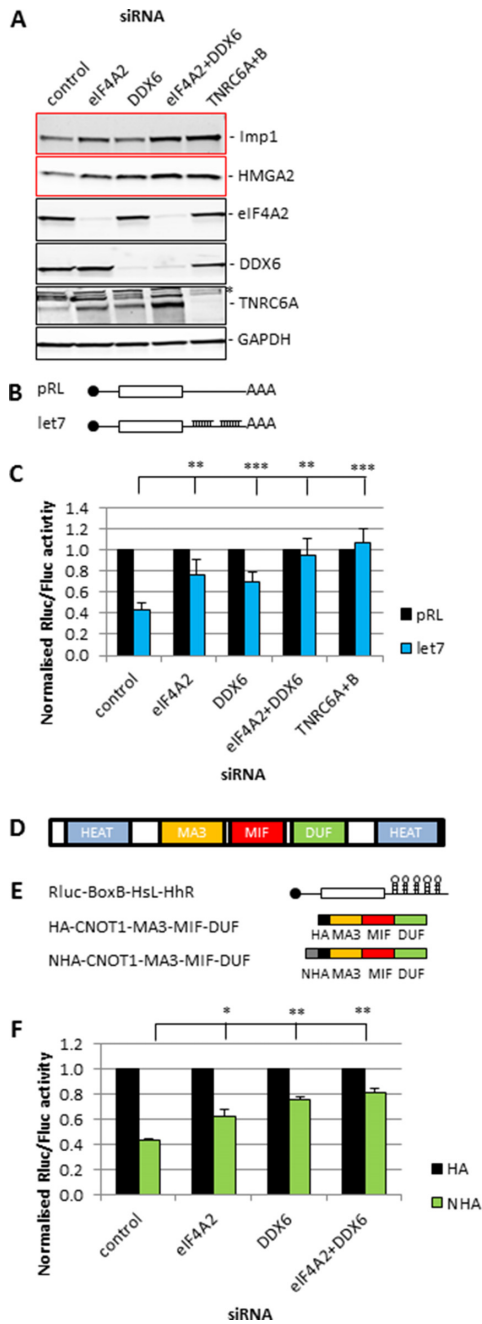 A
siRNA
control
eIF4A2
DDX6
eIF4A2+DDX6
TNRC6A+B
- Imp1
- HMGA2
- eIF4A2
- DDX6
*
- TNRC6A
- GAPDH
B
pRL
AAA
let7
AAA
C
** *** ** ***
Normalised Rluc/Fluc activtiy
1.4
1.2
1.0
0.8
0.6
0.4
0.2
0.0
pRL
let7
control
eIF4A2
DDX6
eIF4A2+DDX6
TNRC6A+B
siRNA
D
HEAT MA3 MIF DUF HEAT
E
Rluc-BoxB-HsL-HhR
HA-CNOT1-MA3-MIF-DUF
HA MA3 MIF DUF
NHA-CNOT1-MA3-MIF-DUF
NHA MA3 MIF DUF
F
* ** **
Normalised Rluc/Fluc activity
1.2
1.0
0.8
0.6
0.4
0.2
0.0
HA
NHA
control
eIF4A2
DDX6
eIF4A2+DDX6
siRNA